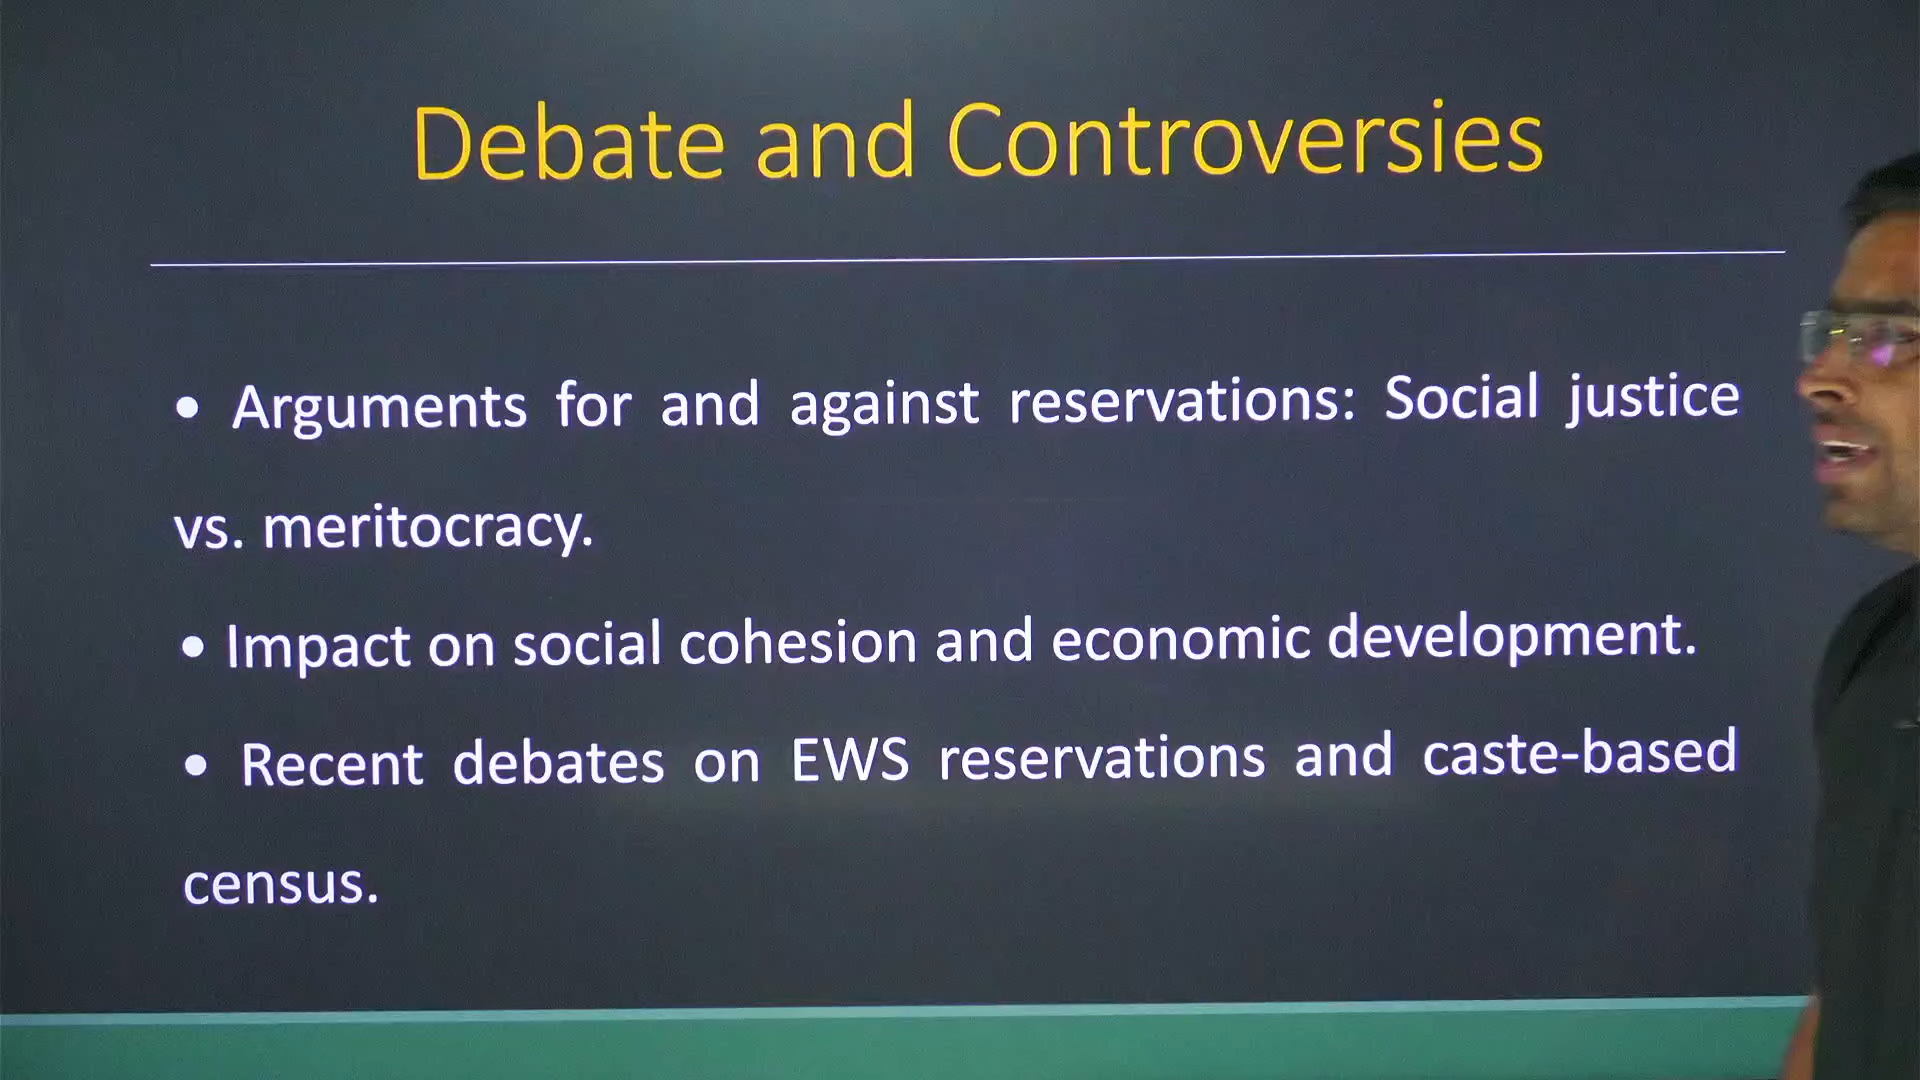 Debate and Controversies
• Arguments for and against reservations: Social justice
vs. meritocracy.
• Impact on social cohesion and economic development.
• Recent debates on EWS reservations and caste-based
census.